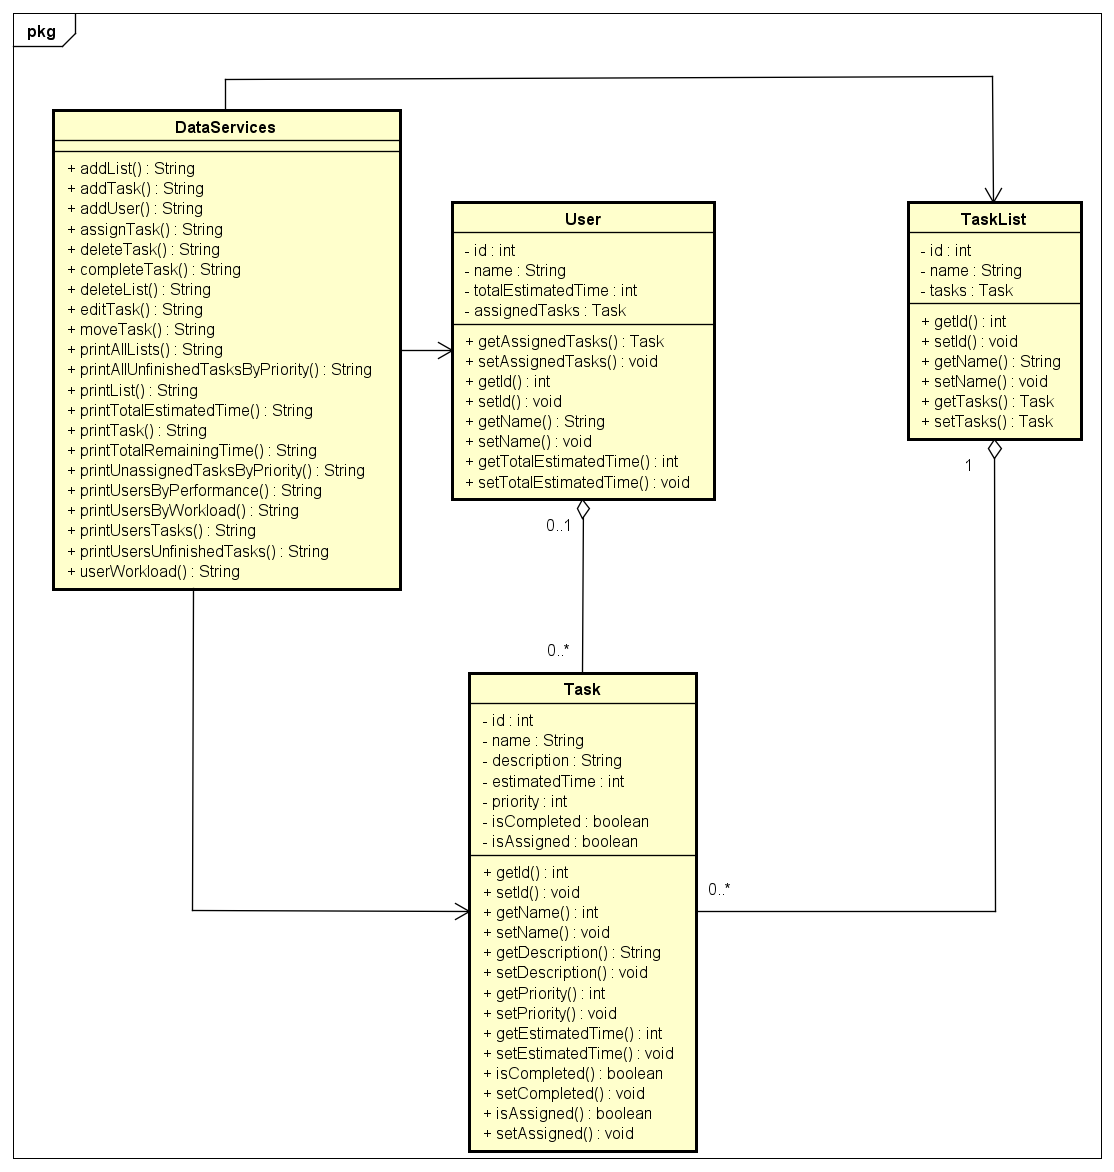 pkg
DataServices
+ addList() : String
+ addTask() : String
+ addUser() : String
+ assignTask() : String
+ deleteTask() : String
+ completeTask() : String
+ deleteList() : String
+ editTask() : String
+ moveTask() : String
+ printAllLists() : String
+ printAllUnfinishedTasksByPriority() : String
+ printList() : String
+ printTotalEstimatedTime() : String
+ printTask() : String
+ printTotalRemainingTime() : String
+ printUnassignedTasksByPriority() : String
+ printUsersByPerformance() : String
+ printUsersByWorkload() : String
+ printUsersTasks() : String
+ printUsersUnfinishedTasks() : String
+ userWorkload() : String
User
- id : int
- name : String
- totalEstimatedTime : int
- assignedTasks : Task
+ getAssignedTasks() : Task
+ setAssignedTasks() : void
+ getId() : int
+ setId() : void
+ getName() : String
+ setName() : void
+ getTotalEstimatedTime() : int
+ setTotalEstimatedTime() : void
TaskList
- id : int
- name : String
- tasks : Task
+ getId() : int
+ setId() : void
+ getName() : String
+ setName() : void
+ getTasks() : Task
+ setTasks() : Task
1
0..1
0..*
Task
- id : int
- name : String
- description : String
- estimatedTime : int
- priority : int
- isCompleted : boolean
- isAssigned : boolean
+ getId() : int
+ setId() : void
+ getName() : int
+ setName() : void
+ getDescription() : String
+ setDescription() : void
+ getPriority() : int
+ setPriority() : void
+ getEstimatedTime() : int
+ setEstimatedTime() : void
+ isCompleted() : boolean
+ setCompleted() : void
+ isAssigned() : boolean
+ setAssigned() : void
0..*